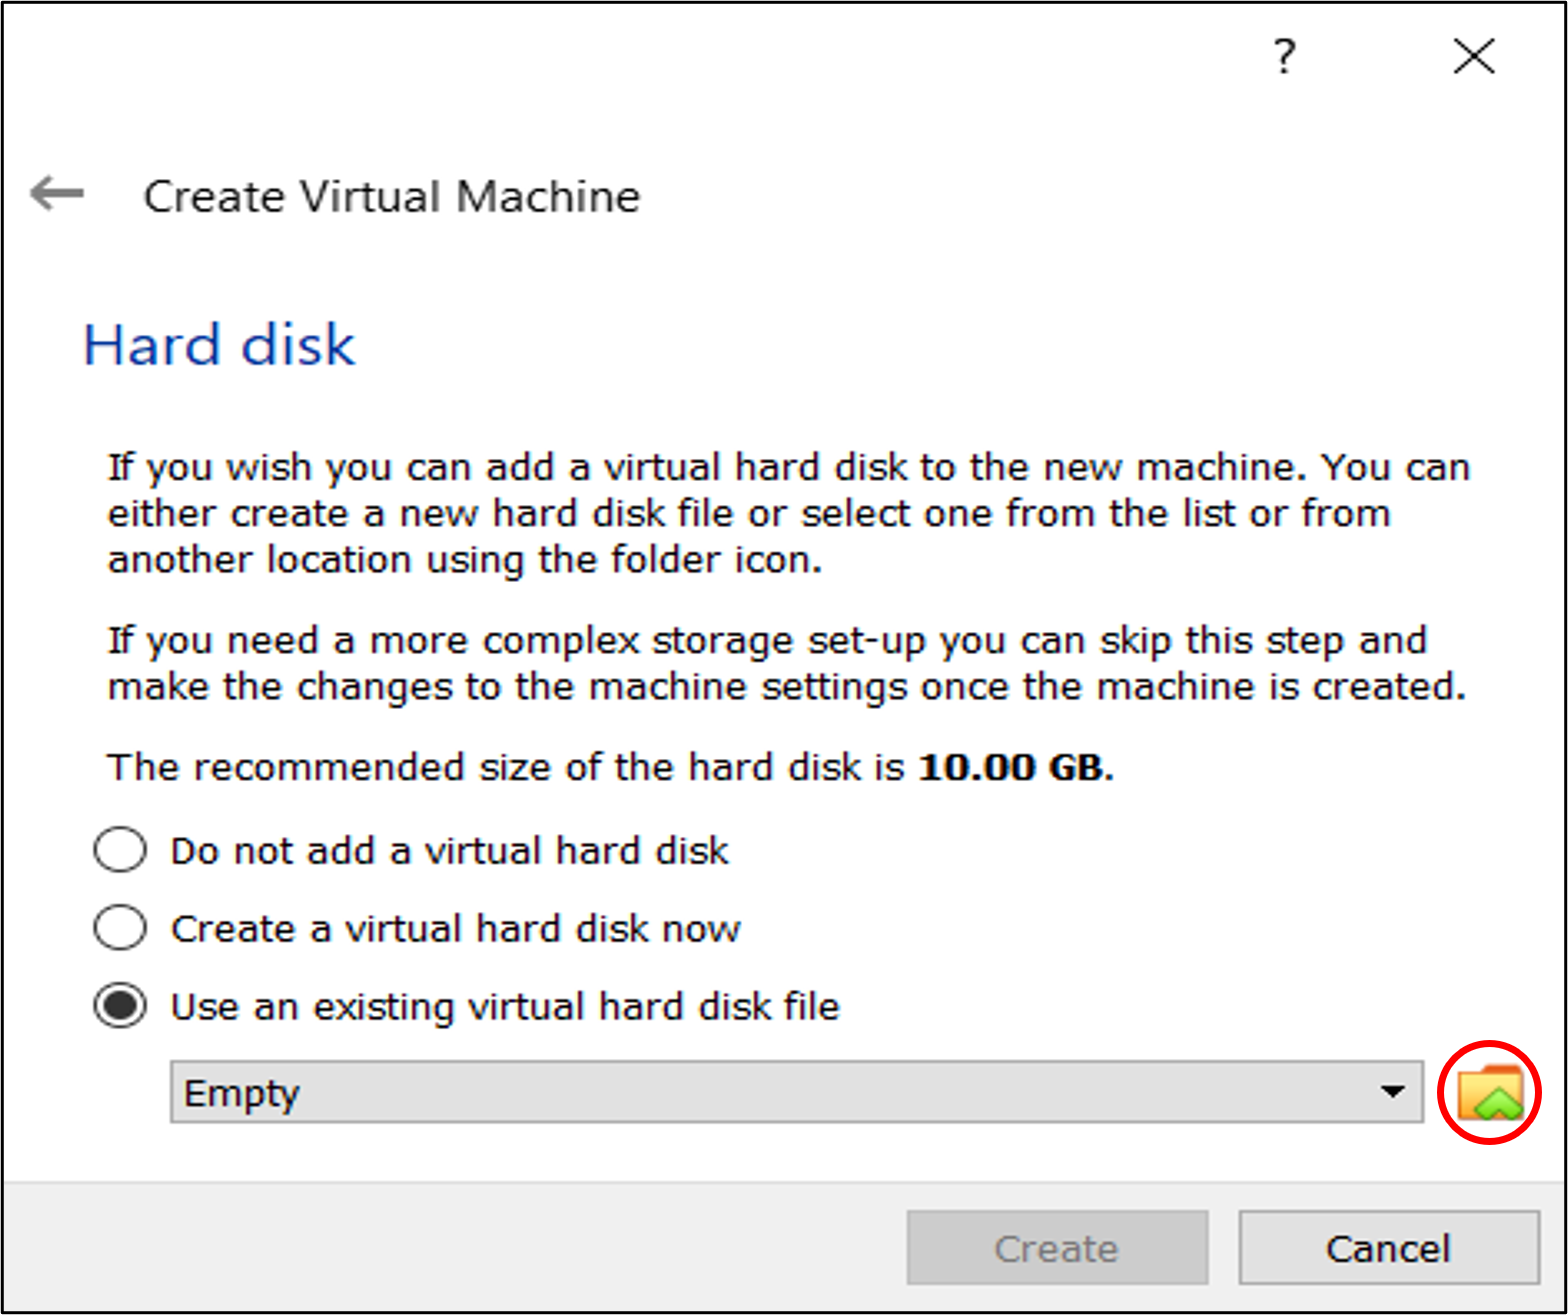 ?
Create Virtual Machine
Hard disk
If you wish you can add a virtual hard disk to the new machine. You can
either create a new hard disk file or select one from the list or from
another location using the folder icon.
If you need a more complex storage set-up you can skip this step and
make the changes to the machine settings once the machine is created.
The recommended size of the hard disk is 10.00 GB.
Do not add a virtual hard disk
Create a virtual hard disk now
Use an existing virtual hard disk file
Empty
Create
Cancel